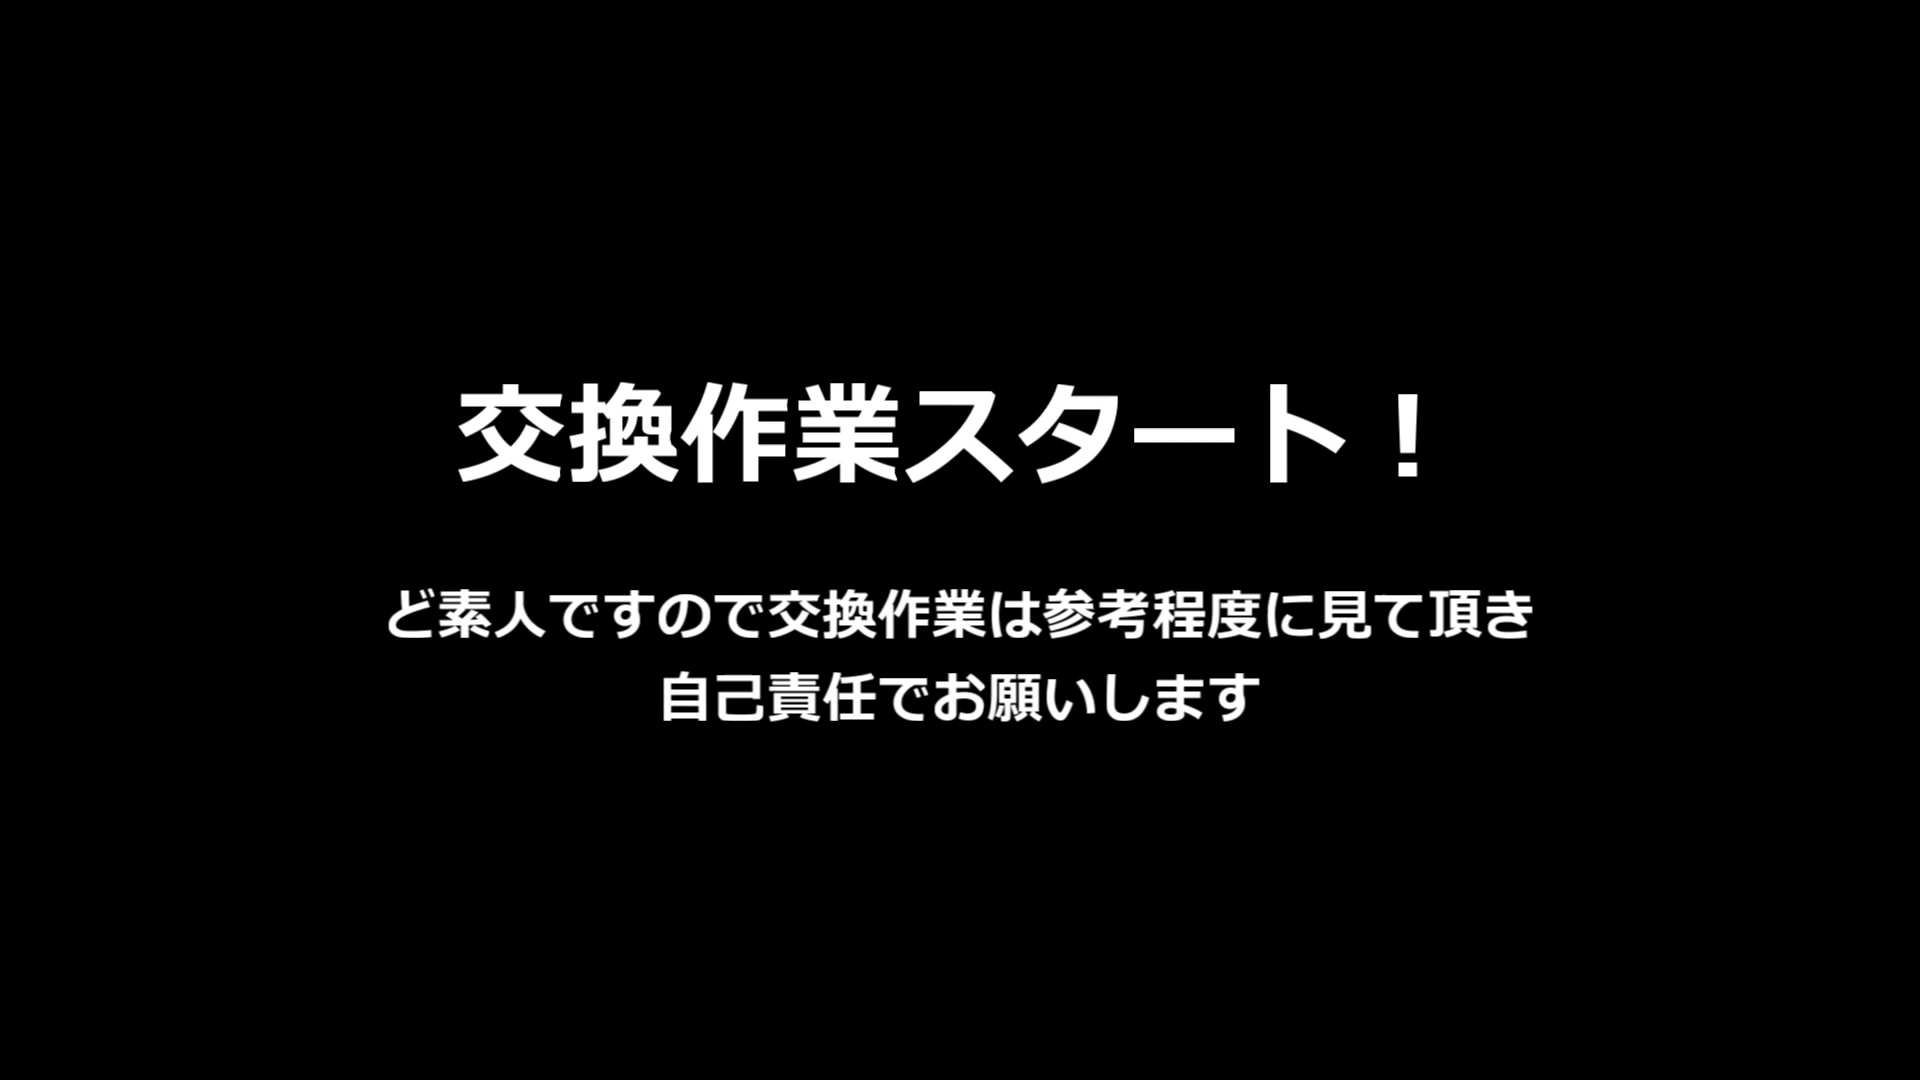 交換作業スタート！
ど素人ですので交換作業は参考程度に見て頂き
自己責任でお願いします